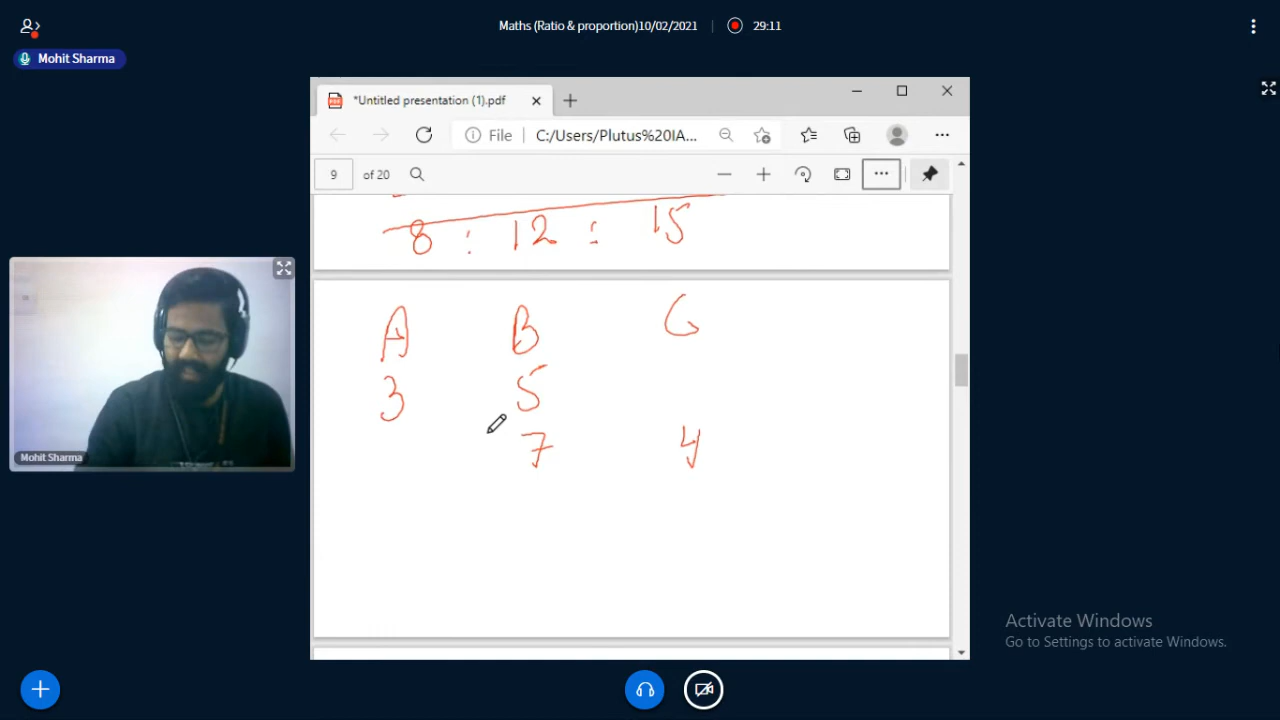 Maths (Ratio & proportion)10/02/2021 29:11
Mohit Sharma
*Untitled presentation (1).pdf
File C:/Users/Plutus%20IA...
9 of 20
8 : 12 : 15
A B C
3 5
7 4
Mohit Sharma
Activate Windows
Go to Settings to activate Windows.